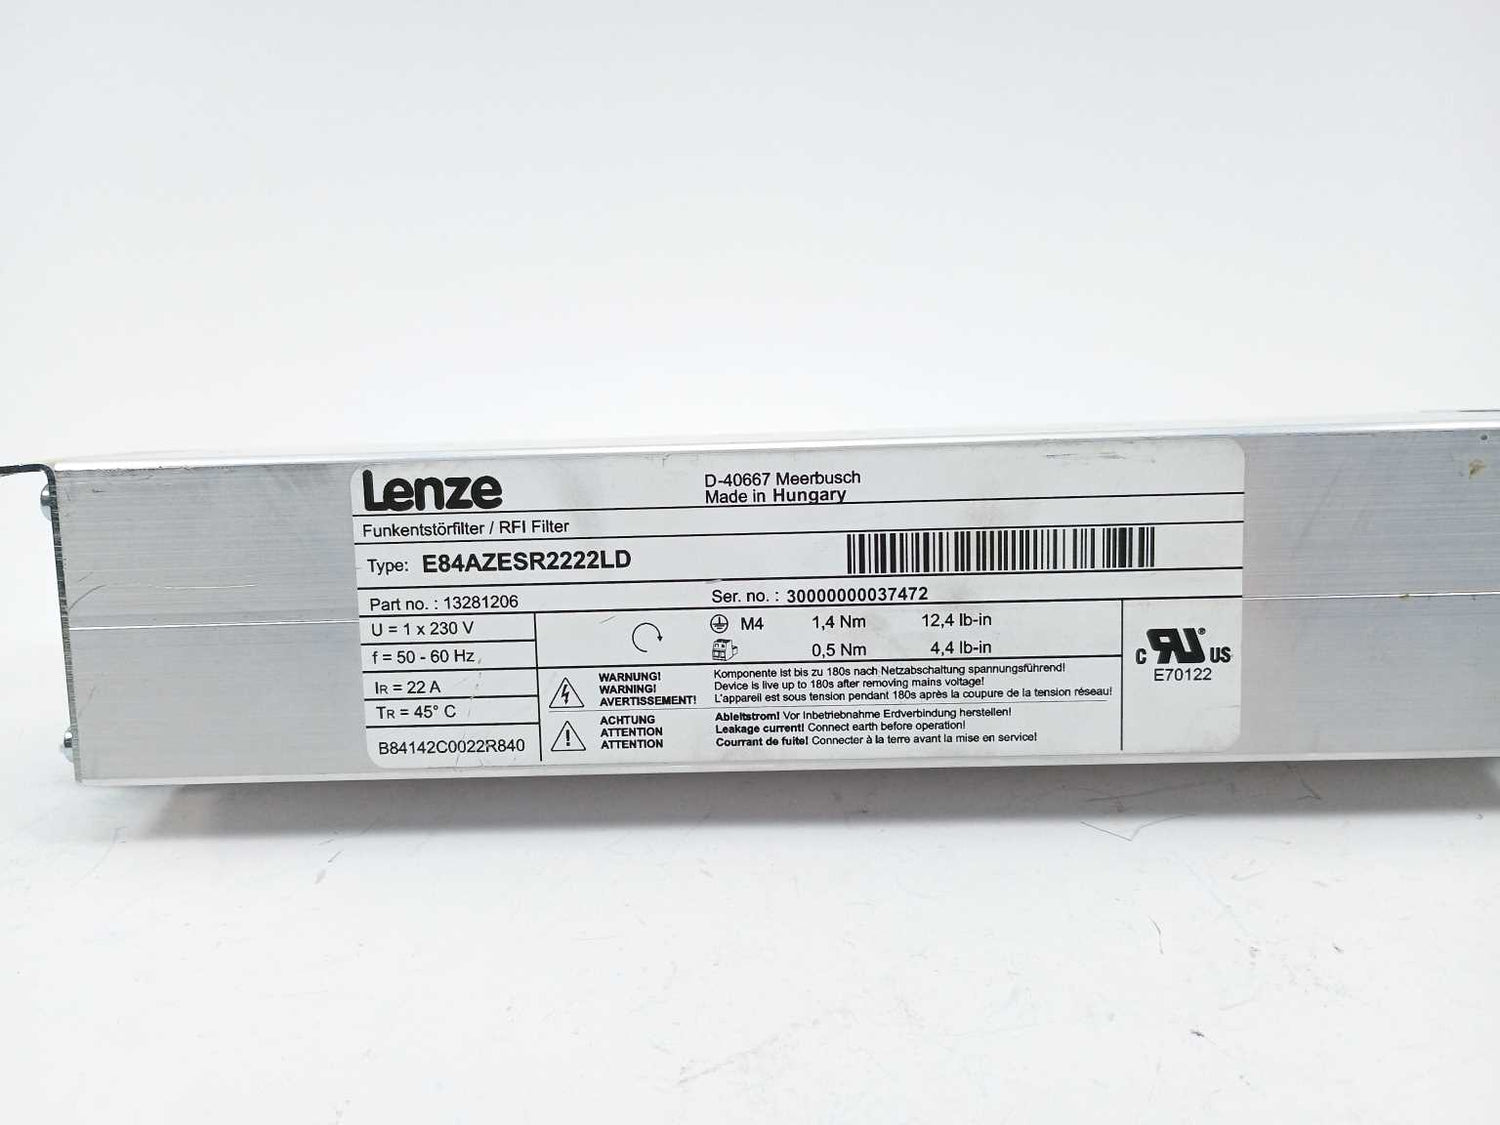 Lenze
D-40667 Meerbusch
Made in Hungary
Funkentstörfilter / RFI Filter
Type: E84AZESR2222LD
Part no. : 13281206
Ser. no. : 30000000037472
U = 1 x 230 V
f = 50 - 60 Hz
IR = 22 A
TR = 45° C
B84142C0022R840
M4 1,4 Nm 12,4 lb-in
0,5 Nm 4,4 lb-in
WARNUNG!
WARNING!
AVERTISSEMENT!
Komponente ist bis zu 180s nach Netzabschaltung spannungsführend!
Device is live up to 180s after removing mains voltage!
L'appareil est sous tension pendant 180s après la coupure de la tension réseau!
ACHTUNG
ATTENTION
ATTENTION
Ableitstrom! Vor Inbetriebnahme Erdverbindung herstellen!
Leakage current! Connect earth before operation!
Courrant de fuite! Connecter à la terre avant la mise en service!
C RU ® US
E70122